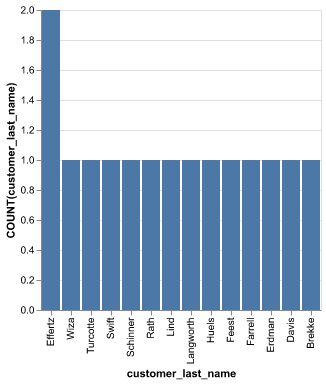 COUNT(customer_last_name)
2.0
1.8
1.6
1.4
1.2
1.0
0.8
0.6
0.4
0.2
0.0
Effertz
Wiza
Turcotte
Swift
Schinner
Rath
Lind
Langworth
Huels
Feest
Farrell
Erdman
Davis
Brekke
customer_last_name